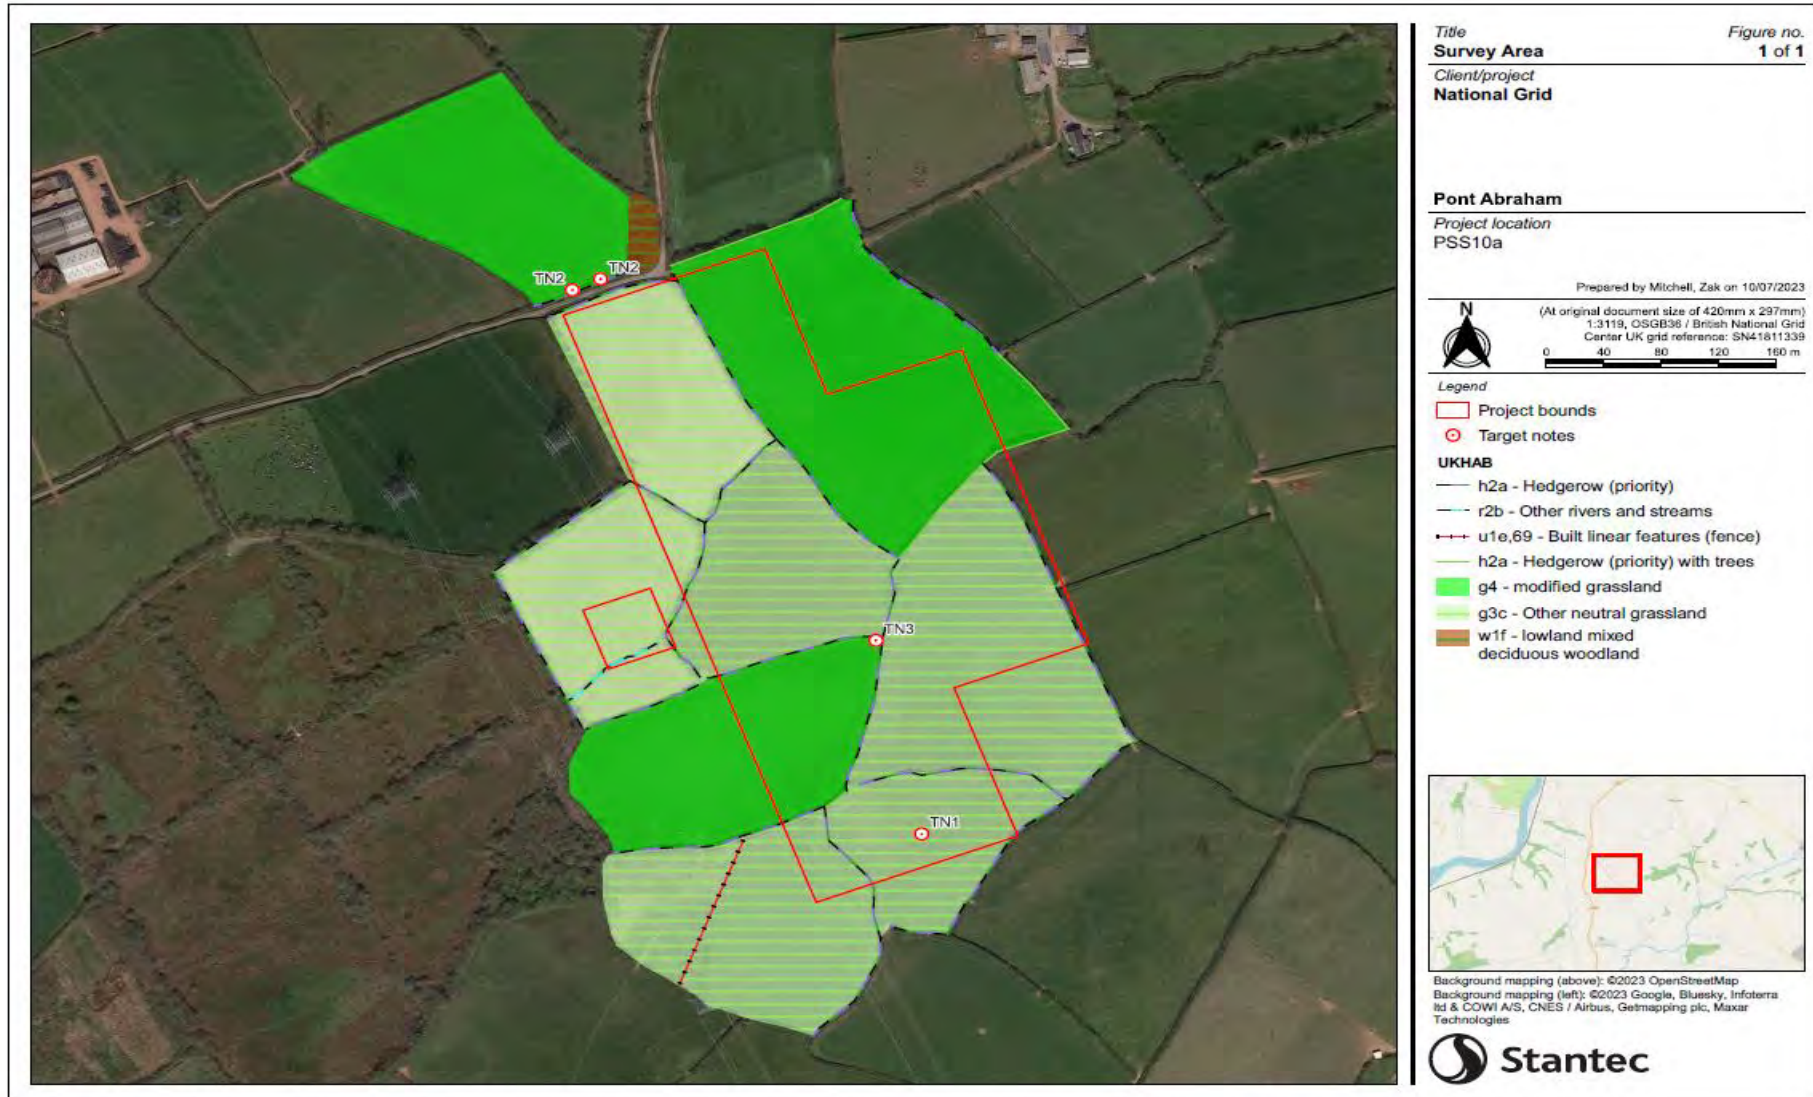 TN2
TN2
TN3
TN1
Title Figure no.
Survey Area 1 of 1
Client/project
National Grid
Pont Abraham
Project location
PSS10a
Prepared by Mitchell, Zak on 10/07/2023
N
(At original document size of 420mm x 297mm)
1:3119, OSGB36 / British National Grid
Center UK grid reference: SN41811339
0 40 80 120 160 m
Legend
Project bounds
Target notes
UKHAB
h2a - Hedgerow (priority)
r2b - Other rivers and streams
u1e,69 - Built linear features (fence)
h2a - Hedgerow (priority) with trees
g4 - modified grassland
g3c - Other neutral grassland
w1f - lowland mixed
deciduous woodland
Background mapping (above): ©2023 OpenStreetMap
Background mapping (left): ©2023 Google, Bluesky, Infoterra
ltd & COWI A/S, CNES / Airbus, Getmapping plc, Maxar
Technologies
Stantec